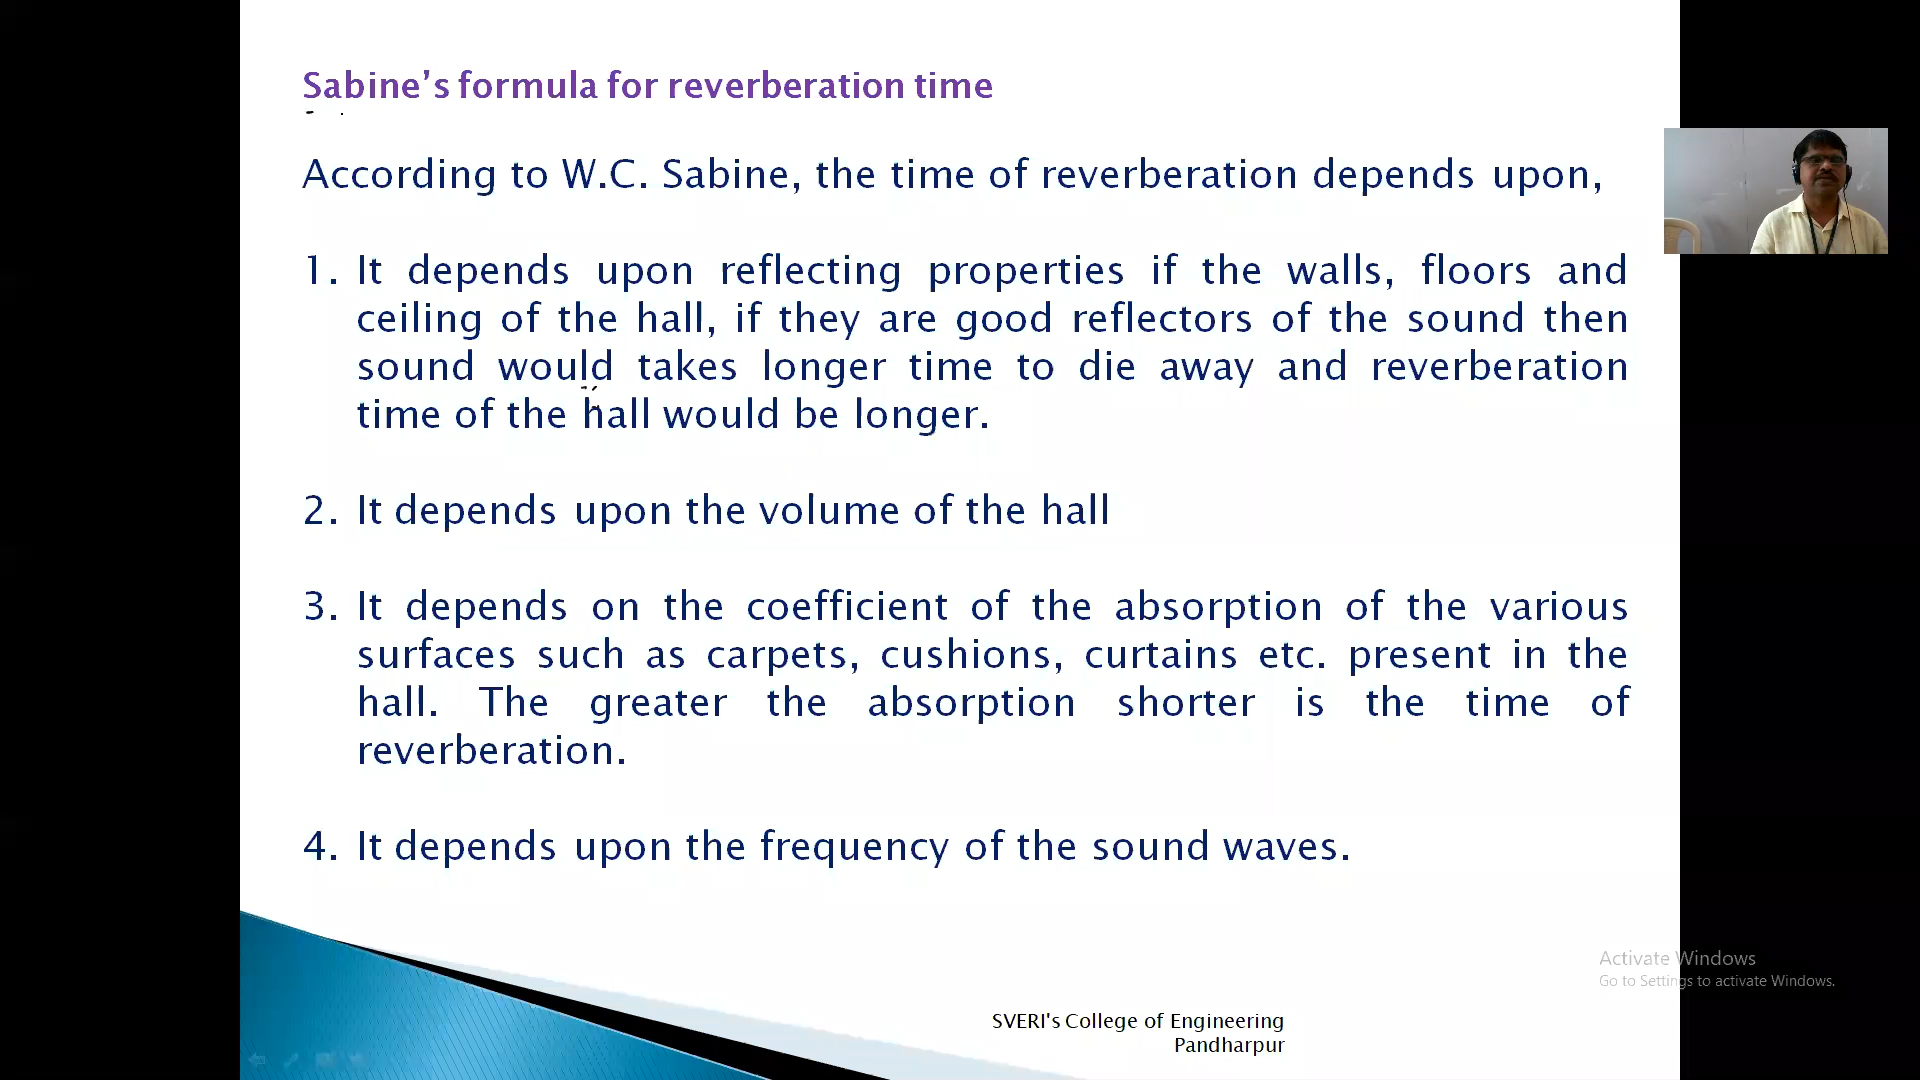 Sabine's formula for reverberation time
According to W.C. Sabine, the time of reverberation depends upon,
1. It depends upon reflecting properties if the walls, floors and
ceiling of the hall, if they are good reflectors of the sound then
sound would takes longer time to die away and reverberation
time of the hall would be longer.
2. It depends upon the volume of the hall
3. It depends on the coefficient of the absorption of the various
surfaces such as carpets, cushions, curtains etc. present in the
hall. The greater the absorption shorter is the time of
reverberation.
4. It depends upon the frequency of the sound waves.
Activate Windows
Go to Settings to activate Windows.
SVERI's College of Engineering
Pandharpur